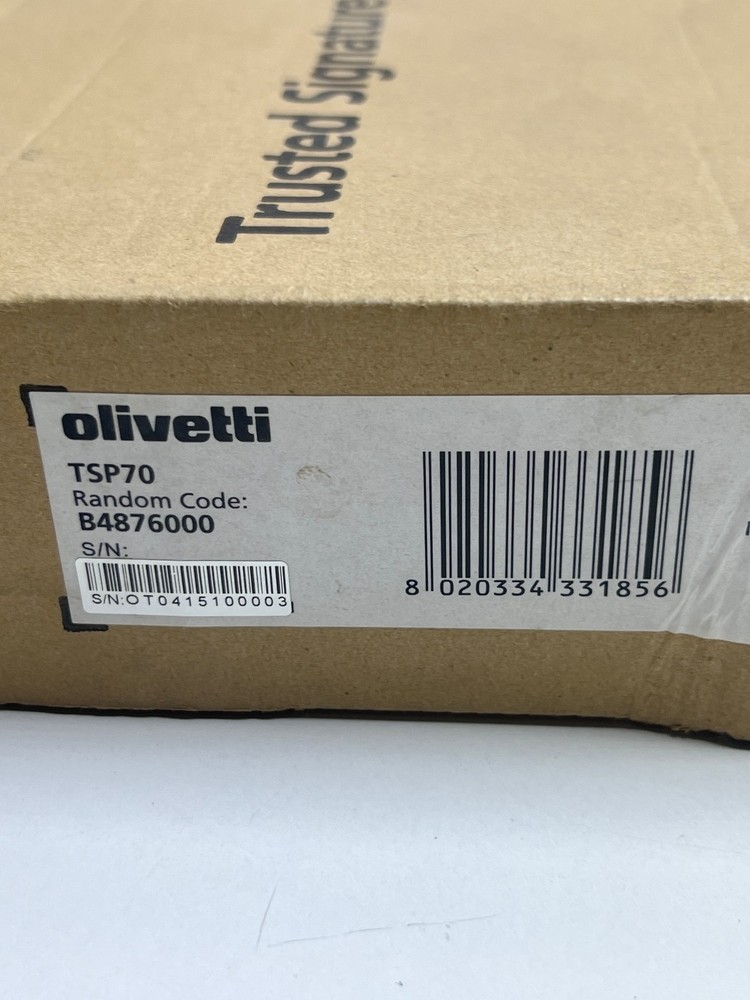 Trusted Signature
olivetti
TSP70
Random Code:
B4876000
S/N:
S/N:OT0415100003
8 020334 331856